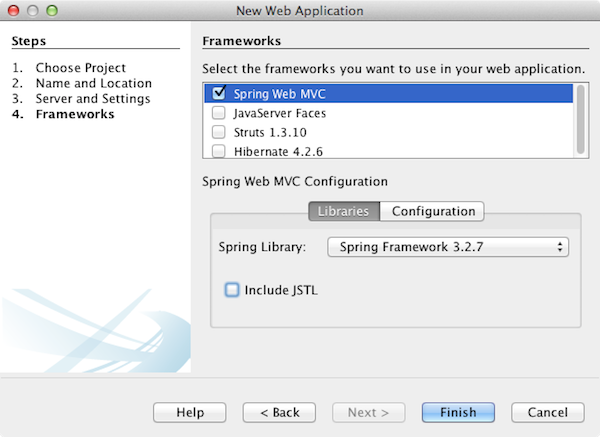 New Web Application
Steps
1. Choose Project
2. Name and Location
3. Server and Settings
4. Frameworks
Frameworks
Select the frameworks you want to use in your web application.
Spring Web MVC
JavaServer Faces
Struts 1.3.10
Hibernate 4.2.6
Spring Web MVC Configuration
Libraries Configuration
Spring Library: Spring Framework 3.2.7
Include JSTL
Help < Back Next > Finish Cancel